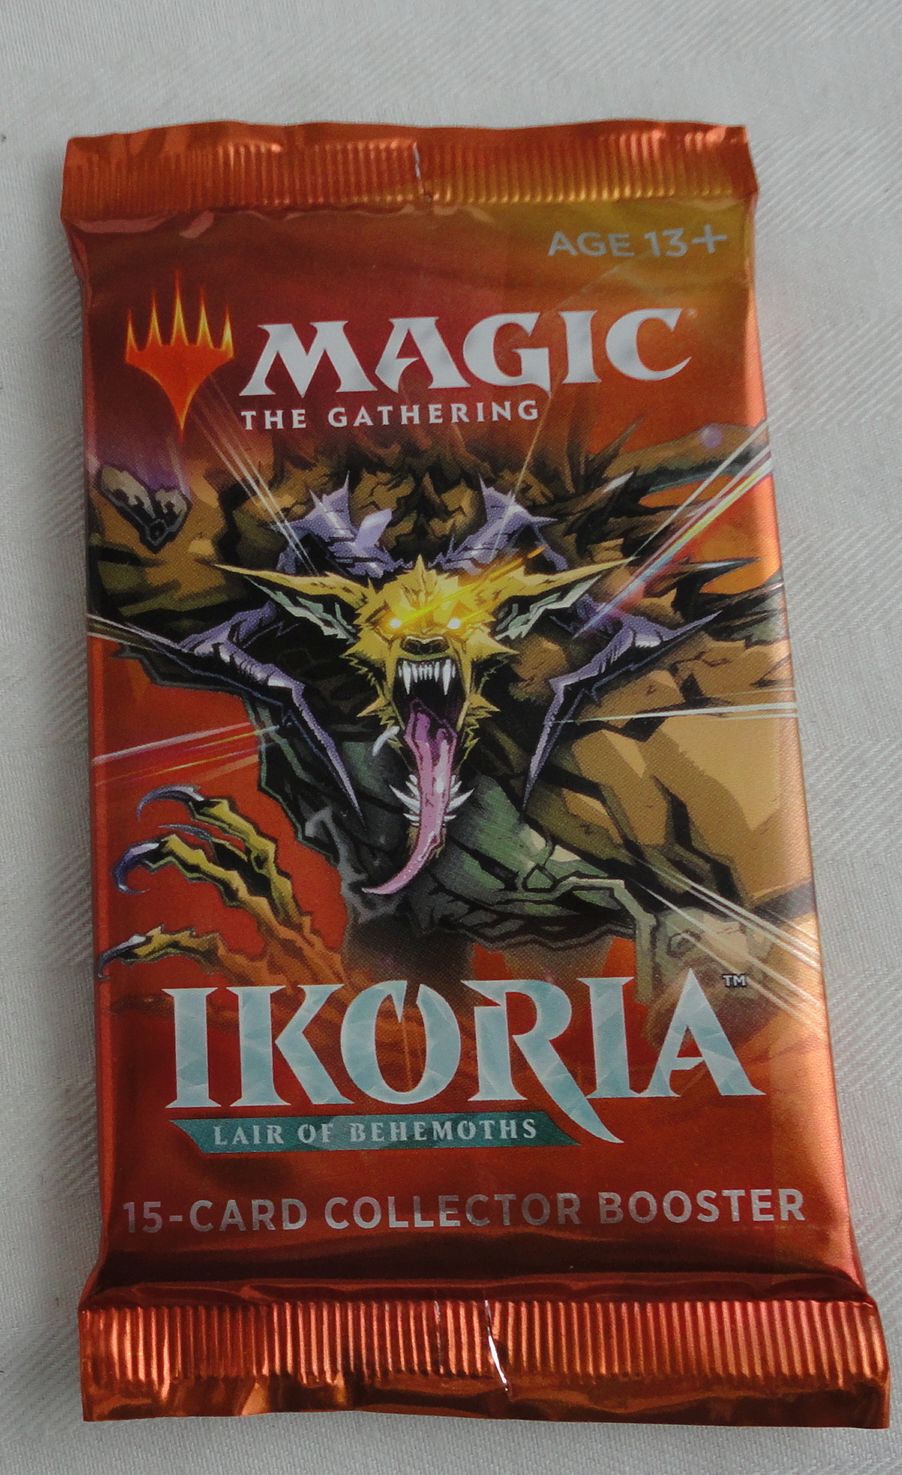 AGE 13+
MAGIC
THE GATHERING
IKORIA™
LAIR OF BEHEMOTHS
15-CARD COLLECTOR BOOSTER